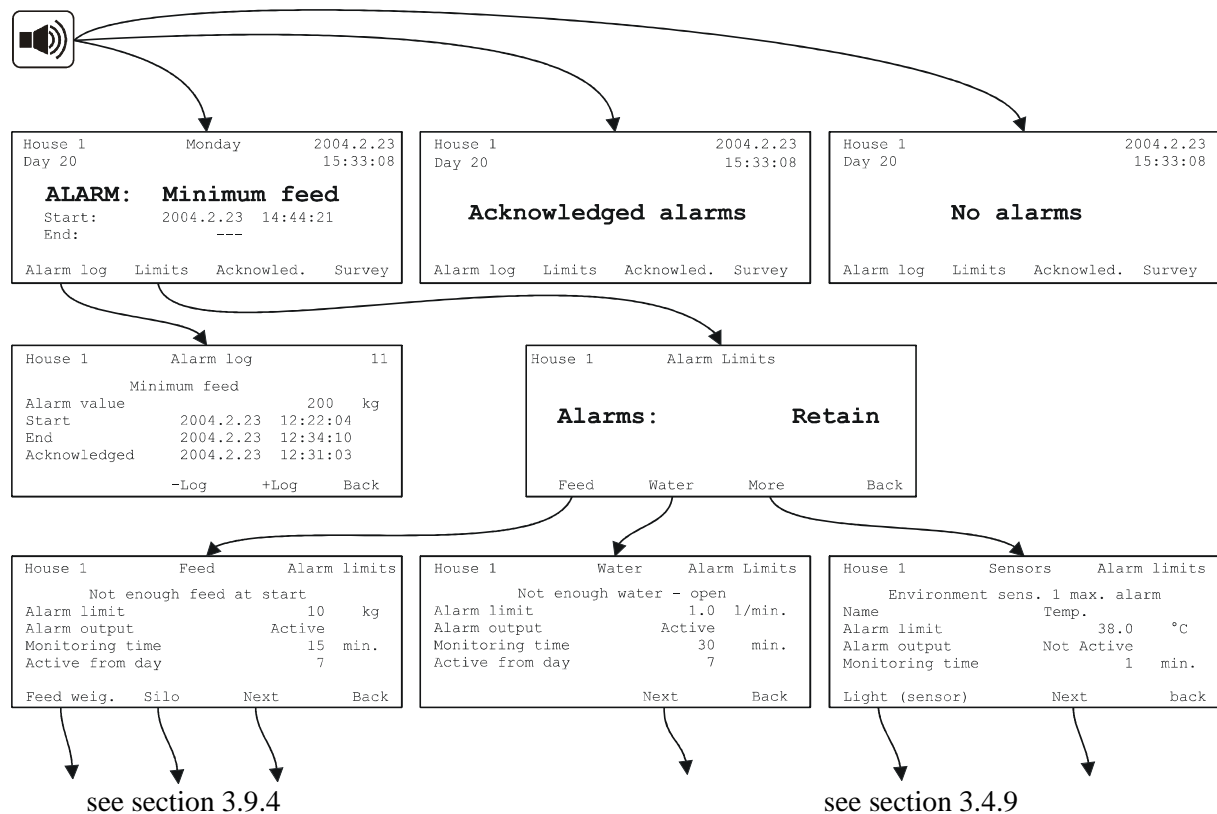 House 1 Monday 2004.2.23
Day 20 15:33:08
ALARM: Minimum feed
Start: 2004.2.23 14:44:21
End: ---
Alarm log Limits Acknowled. Survey
House 1 2004.2.23
Day 20 15:33:08
Acknowledged alarms
Alarm log Limits Acknowled. Survey
House 1 2004.2.23
Day 20 15:33:08
No alarms
Alarm log Limits Acknowled. Survey
House 1 Alarm log 11
Minimum feed
Alarm value 200 kg
Start 2004.2.23 12:22:04
End 2004.2.23 12:34:10
Acknowledged 2004.2.23 12:31:03
-Log +Log Back
House 1 Alarm Limits
Alarms: Retain
Feed Water More Back
House 1 Feed Alarm limits
Not enough feed at start
Alarm limit 10 kg
Alarm output Active
Monitoring time 15 min.
Active from day 7
Feed weig. Silo Next Back
House 1 Water Alarm Limits
Not enough water - open
Alarm limit 1.0 l/min.
Alarm output Active
Monitoring time 30 min.
Active from day 7
Next Back
House 1 Sensors Alarm limits
Environment sens. 1 max. alarm
Name Temp.
Alarm limit 38.0 °C
Alarm output Not Active
Monitoring time 1 min.
Light (sensor) Next back
see section 3.9.4
see section 3.4.9